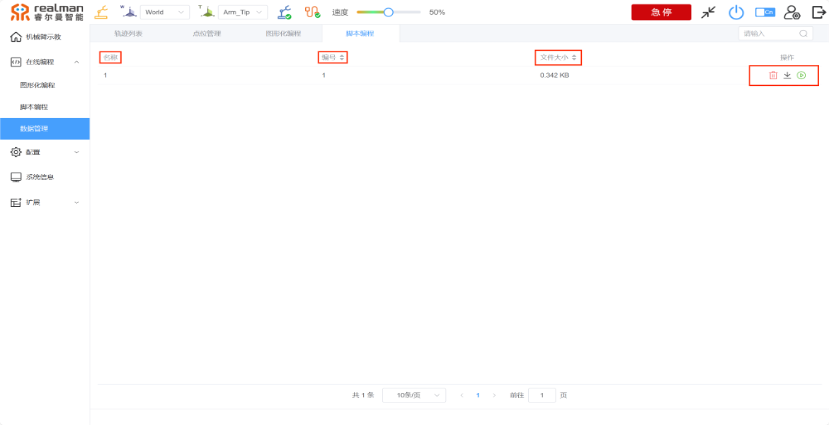 realman
睿尔曼智能
W
World
T
Arm_Tip
速度
50%
急停
机械臂示教
在线编程
图形化编程
脚本编程
数据管理
配置
系统信息
扩展
轨迹列表
点位管理
图形化编程
脚本编程
请输入
名称
编号
文件大小
操作
1
1
0.342 KB
共 1 条
10条/页
1
前往
1
页